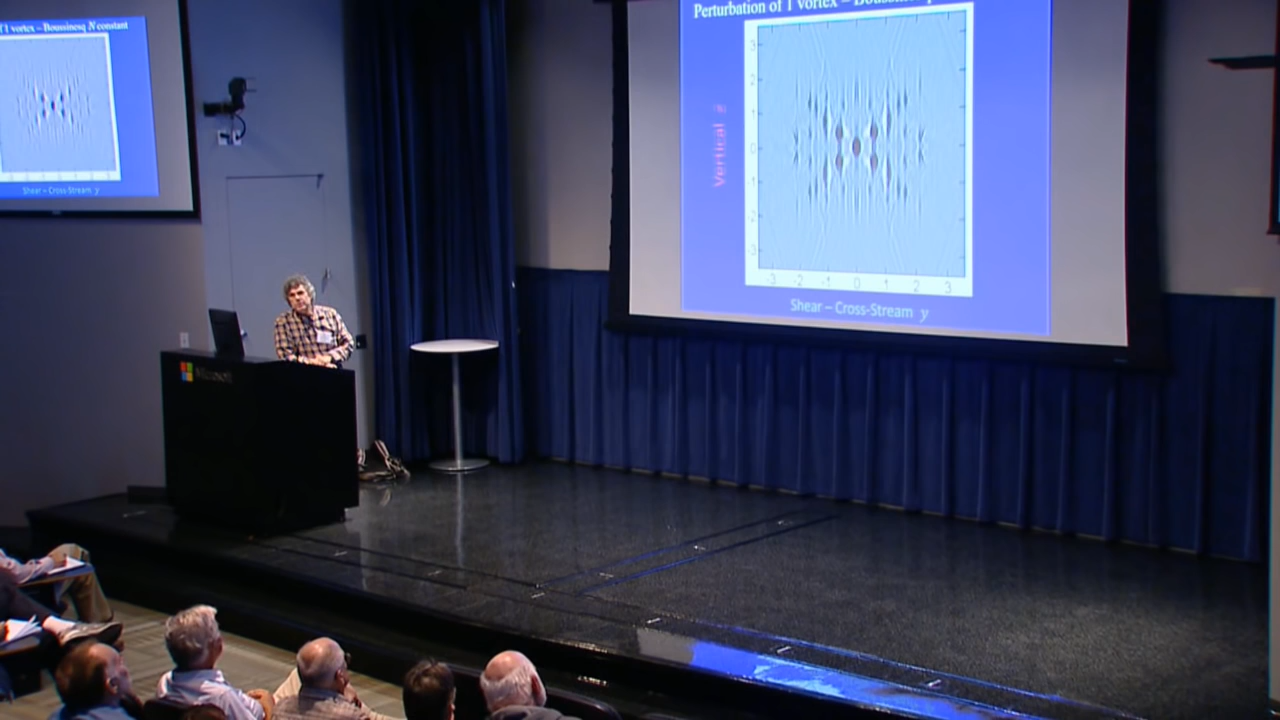 1 vortex – Boussinesq N constant
Shear – Cross-Stream y
Microsoft
Perturbation of 1 vortex – Boussinesq
Vertical z
3
2
1
0
1
2
3
-3 -2 -1 0 1 2 3
Shear – Cross-Stream y